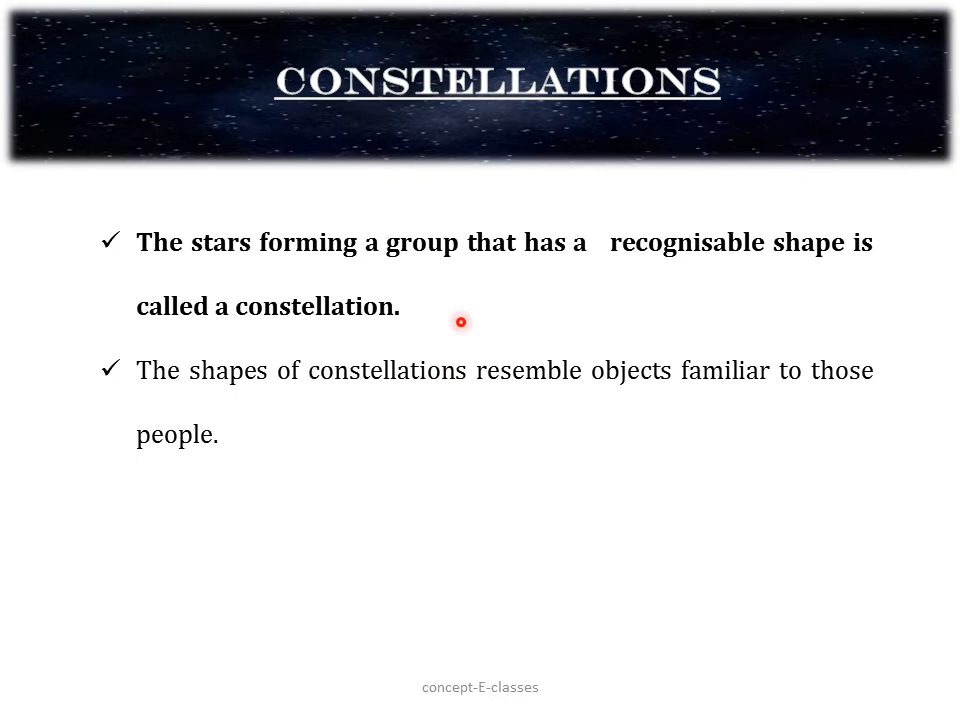 CONSTELLATIONS
✓ The stars forming a group that has a recognisable shape is
called a constellation.
✓ The shapes of constellations resemble objects familiar to those
people.
concept-E-classes